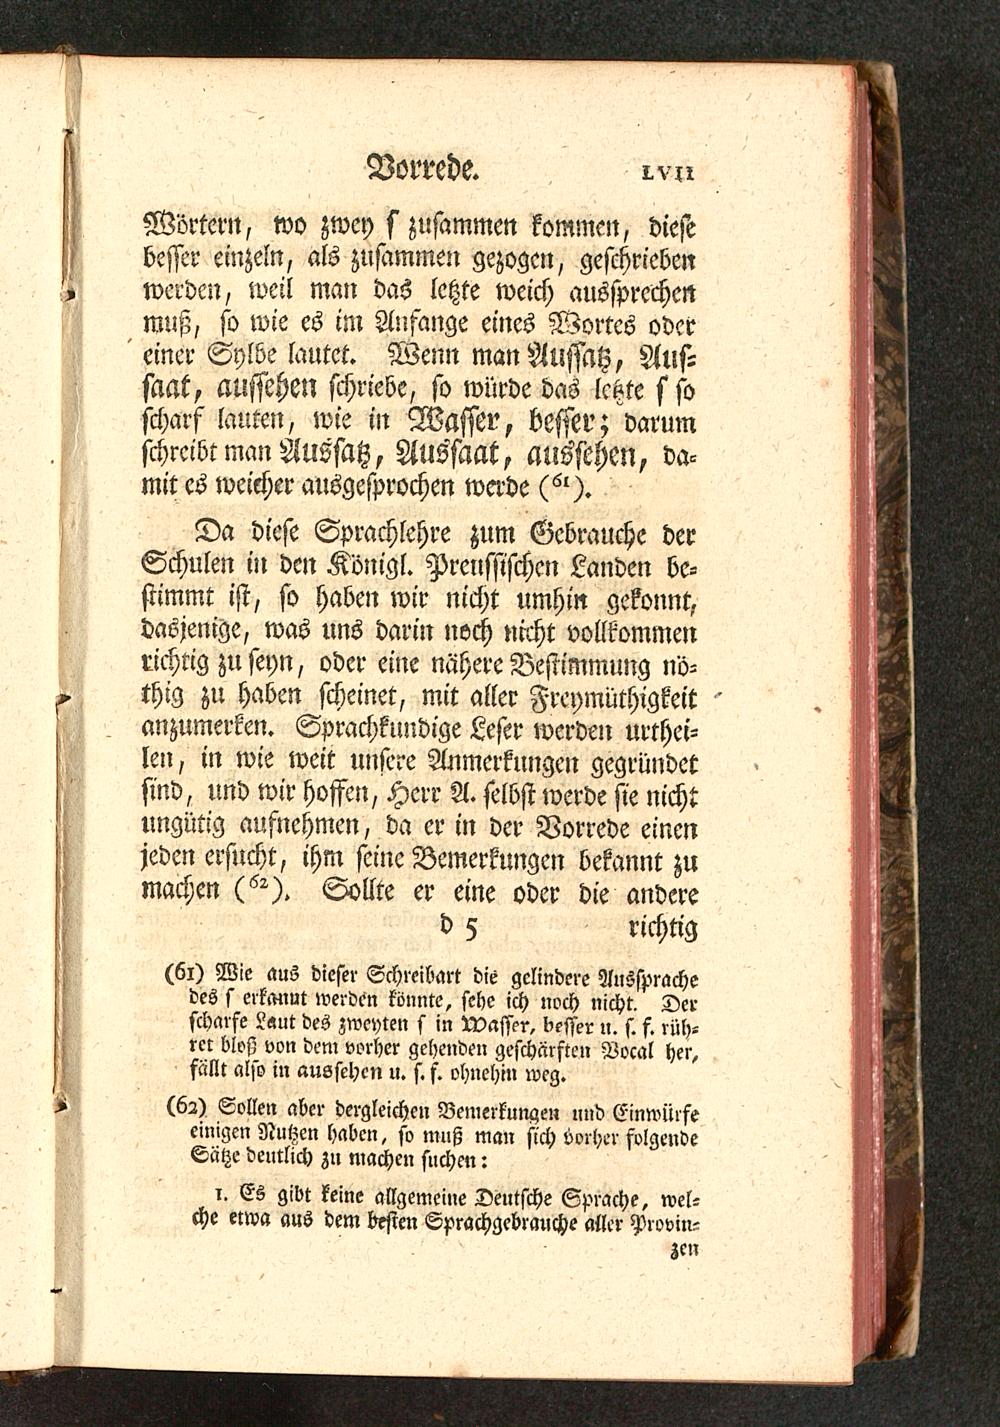 Vorrede. LVII
Wörtern, wo zwey s zusammen kommen, diese
besser einzeln, als zusammen gezogen, geschrieben
werden, weil man das letzte weich aussprechen
muß, so wie es im Anfange eines Wortes oder
einer Sylbe lautet. Wenn man Ausſatz, Auſ-
ſaat, auſſehen schriebe, so würde das letzte s so
scharf lauten, wie in Wasser, besser; darum
schreibt man Aussatz, Aussaat, aussehen, da-
mit es weicher ausgesprochen werde (61).
Da diese Sprachlehre zum Gebrauche der
Schulen in den Königl. Preussischen Landen be-
stimmt ist, so haben wir nicht umhin gekonnt,
dasjenige, was uns darin noch nicht vollkommen
richtig zu seyn, oder eine nähere Bestimmung nö-
thig zu haben scheinet, mit aller Freymüthigkeit
anzumerken. Sprachkundige Leser werden urthei-
len, in wie weit unsere Anmerkungen gegründet
sind, und wir hoffen, Herr A. selbst werde sie nicht
ungütig aufnehmen, da er in der Vorrede einen
jeden ersucht, ihm seine Bemerkungen bekannt zu
machen (62). Sollte er eine oder die andere
d 5 richtig
(61) Wie aus dieser Schreibart die gelindere Aussprache
des s erkannt werden könnte, sehe ich noch nicht. Der
scharfe Laut des zweyten s in Wasser, besser u. s. f. rüh-
ret bloß von dem vorher gehenden geschärften Vocal her,
fällt also in aussehen u. s. f. ohnehin weg.
(62) Sollen aber dergleichen Bemerkungen und Einwürfe
einigen Nutzen haben, so muß man sich vorher folgende
Sätze deutlich zu machen suchen:
1. Es gibt keine allgemeine Deutsche Sprache, wel-
che etwa aus dem besten Sprachgebrauche aller Provin-
zen